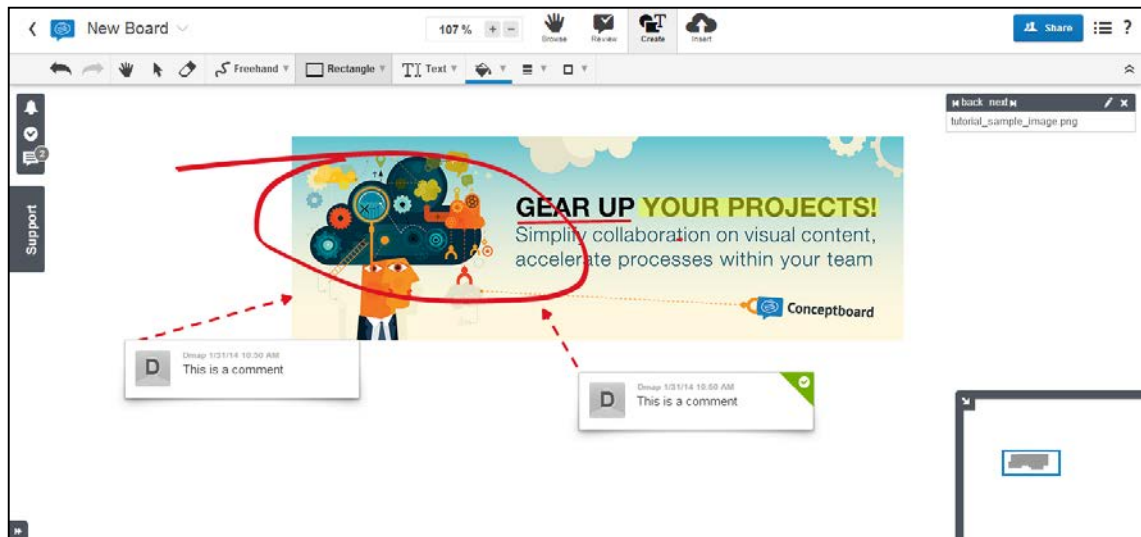 New Board
107 %
+ -
Browse
Review
Create
Insert
Share
?
Freehand
Rectangle
Text
2
Support
back next
tutorial_sample_image.png
GEAR UP YOUR PROJECTS!
Simplify collaboration on visual content,
accelerate processes within your team
Conceptboard
D
Dmap 1/31/14 10:50 AM
This is a comment
D
Dmap 1/31/14 10:50 AM
This is a comment